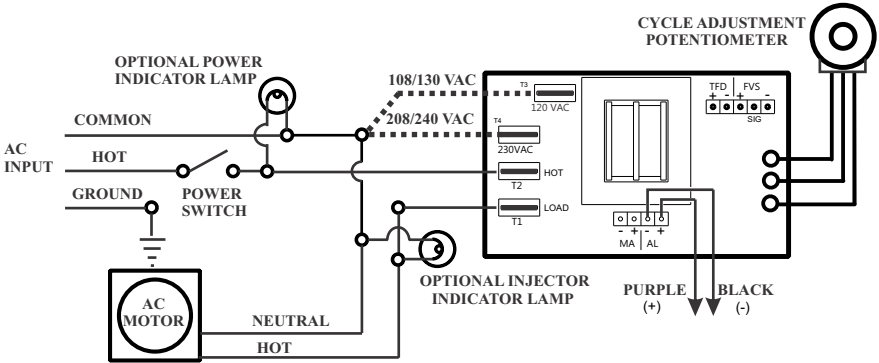 CYCLE ADJUSTMENT
POTENTIOMETER
OPTIONAL POWER
INDICATOR LAMP
108/130 VAC
T3
120 VAC
TFD FVS
+ - + -
SIG
COMMON
208/240 VAC
T4
230VAC
AC
INPUT
HOT
T2
HOT
GROUND
POWER
SWITCH
T1
LOAD
- + - +
MA AL
OPTIONAL INJECTOR
INDICATOR LAMP
PURPLE
(+)
BLACK
(-)
AC
MOTOR
NEUTRAL
HOT